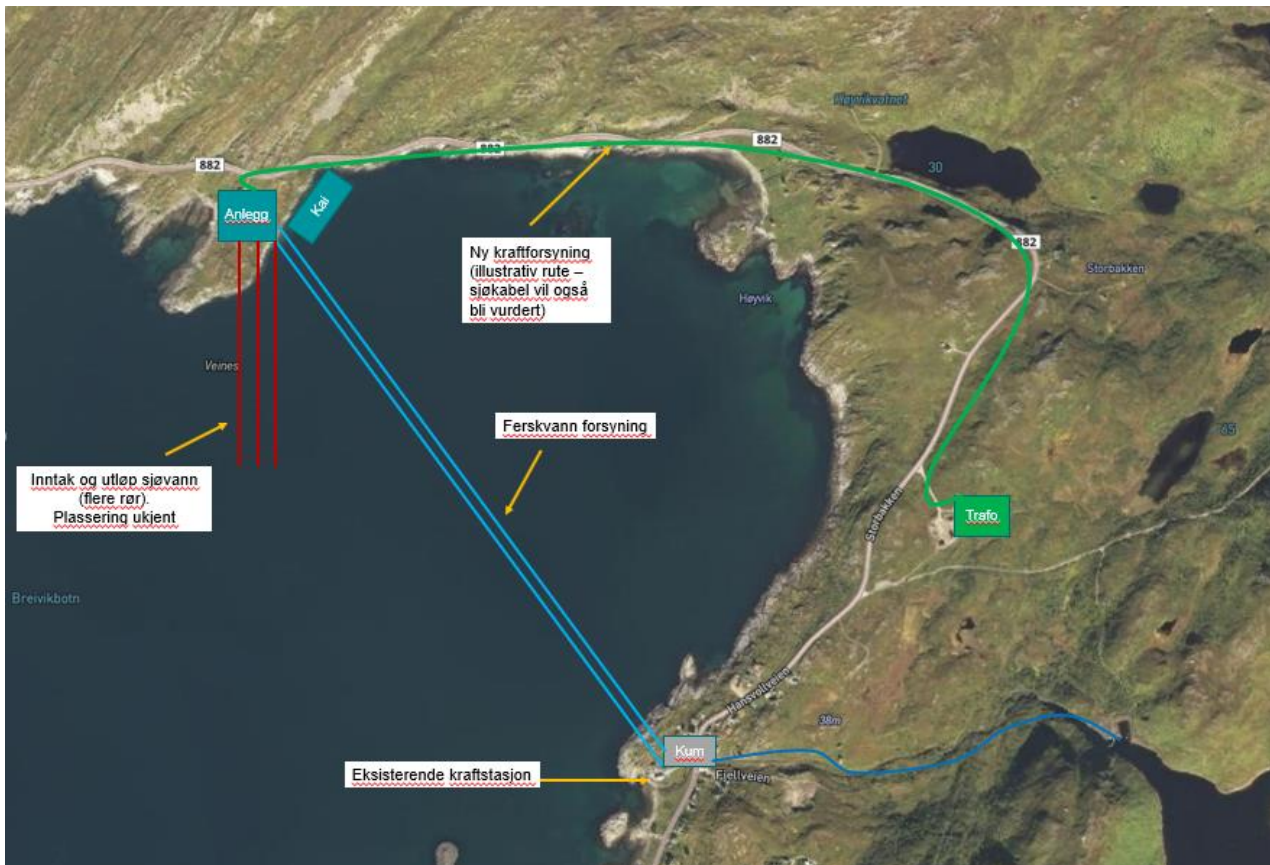 Høyvikvatnet
882
882
882
882
30
Anlegg
Kai
Ny kraftforsyning
(illustrativ rute –
sjøkabel vil også
bli vurdert)
Storbakken
Høyvik
Veines
65
Ferskvann forsyning
Inntak og utløp sjøvann
(flere rør).
Plassering ukjent
Storbakken
Trafo
Breivikbotn
Hansvollveien
38m
Kum
Eksisterende kraftstasjon
Fjellveien